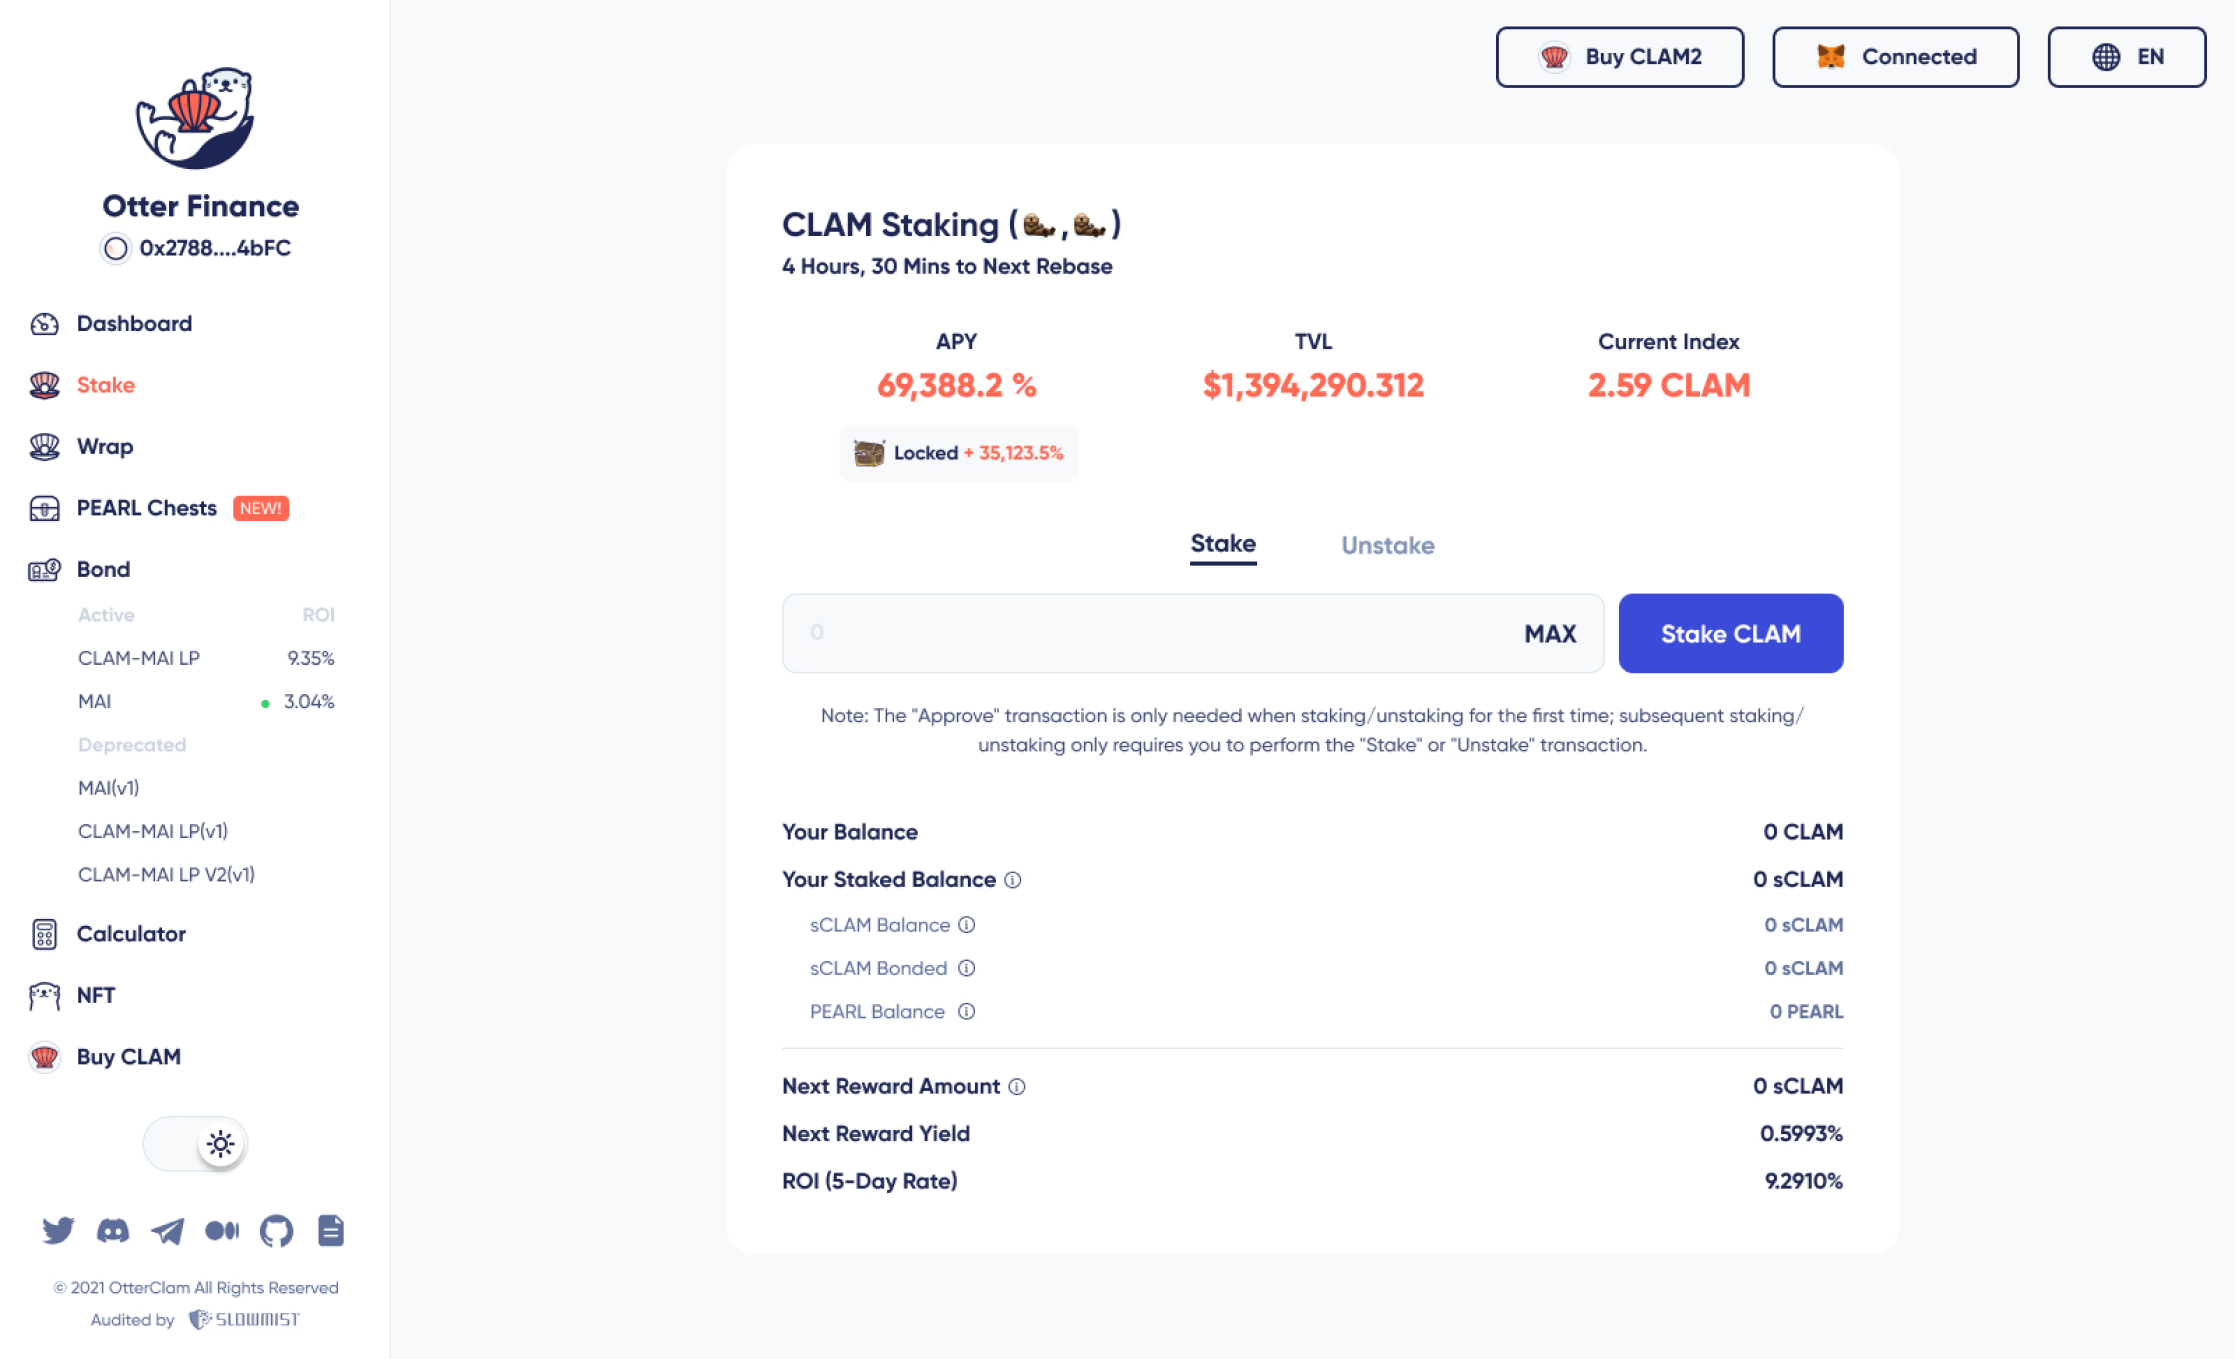 Otter Finance
0x2788....4bFC
Dashboard
Stake
Wrap
PEARL Chests NEW!
Bond
Active ROI
CLAM-MAI LP 9.35%
MAI 3.04%
Deprecated
MAI(v1)
CLAM-MAI LP(v1)
CLAM-MAI LP V2(v1)
Calculator
NFT
Buy CLAM
© 2021 OtterClam All Rights Reserved
Audited by SLOWMIST
Buy CLAM2 Connected EN
CLAM Staking (🦦,🦦)
4 Hours, 30 Mins to Next Rebase
APY TVL Current Index
69,388.2 % $1,394,290.312 2.59 CLAM
Locked + 35,123.5%
Stake Unstake
0 MAX Stake CLAM
Note: The "Approve" transaction is only needed when staking/unstaking for the first time; subsequent staking/
unstaking only requires you to perform the "Stake" or "Unstake" transaction.
Your Balance 0 CLAM
Your Staked Balance 0 sCLAM
sCLAM Balance 0 sCLAM
sCLAM Bonded 0 sCLAM
PEARL Balance 0 PEARL
Next Reward Amount 0 sCLAM
Next Reward Yield 0.5993%
ROI (5-Day Rate) 9.2910%